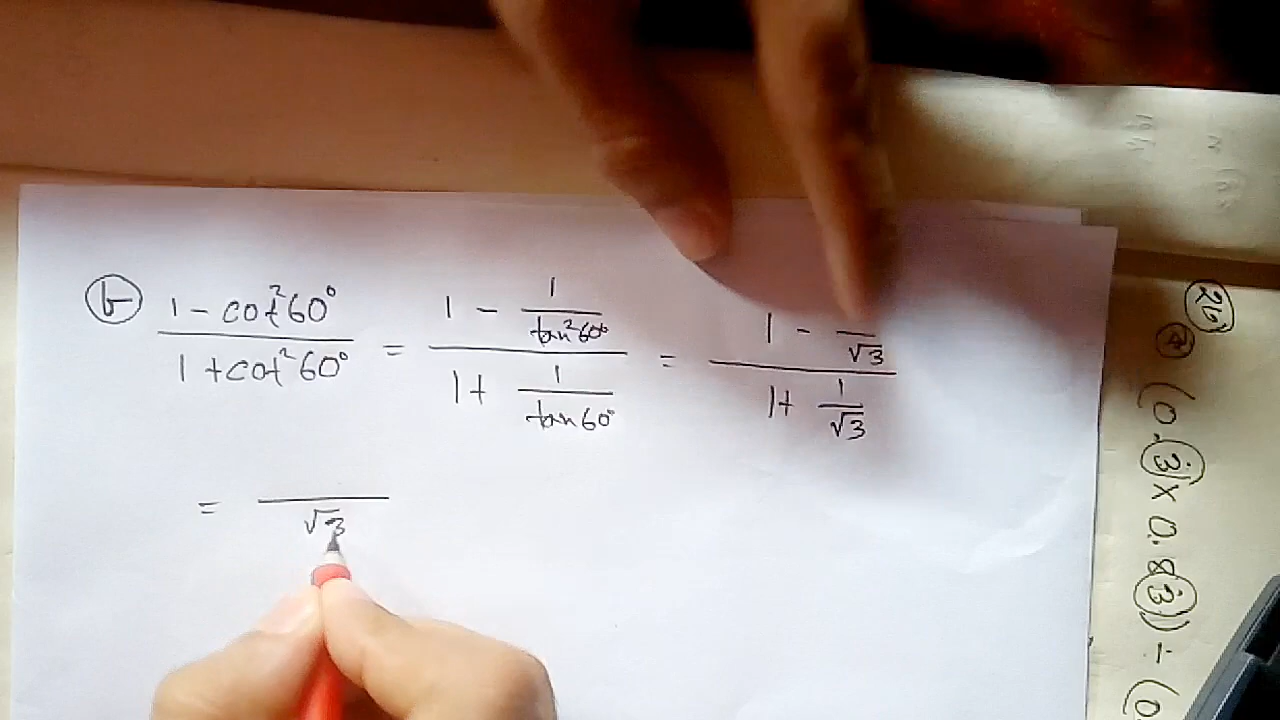 b 1 - cot²60° / 1 + cot²60° = 1 - 1/tan²60° / 1 + 1/tan60° = 1 - /√3 / 1 + 1/√3
= /√3
26
a (0.3̇ × 0.83̇) ÷ (0